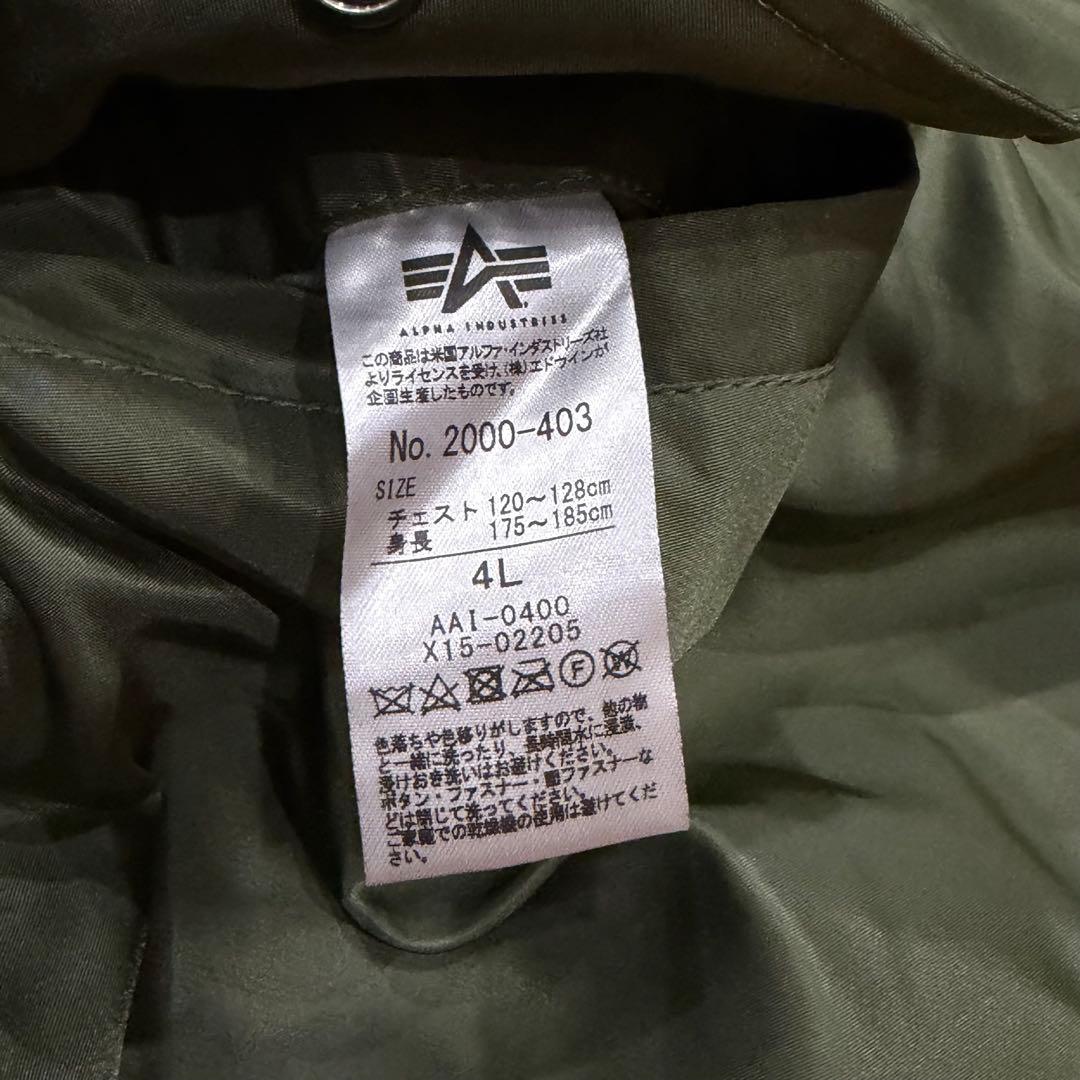 ALPHA INDUSTRIES
この商品は米国アルファ・インダストリーズ社
よりライセンスを受け、(株)エドウインが
企画生産したものです。
No. 2000-403
SIZE
チェスト 120～128cm
身長 175～185cm
4L
AAI-0400
X15-02205
F
W
色落ちや色移りがしますので、他の物
と一緒に洗ったり、長時間水に浸漬、
漬けおき洗いはお避けください。
ボタン・ファスナー・面ファスナーな
どは閉じて洗ってください。
ご家庭での乾燥機の使用は避けてくだ
さい。